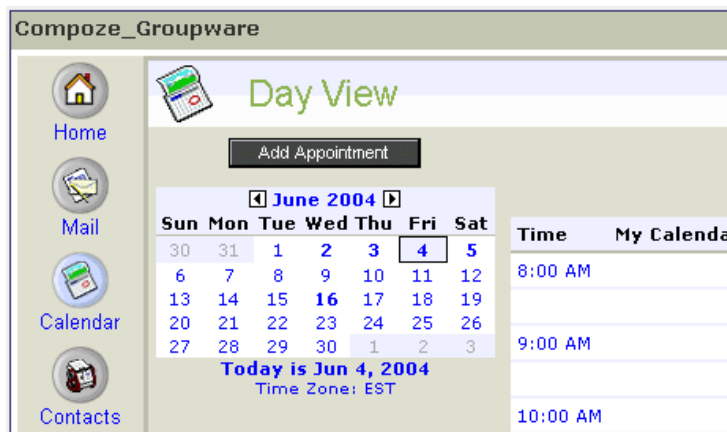 Compoze_Groupware
Home
Mail
Calendar
Contacts
Day View
Add Appointment
June 2004
Sun Mon Tue Wed Thu Fri Sat
30 31 1 2 3 4 5
6 7 8 9 10 11 12
13 14 15 16 17 18 19
20 21 22 23 24 25 26
27 28 29 30 1 2 3
Today is Jun 4, 2004
Time Zone: EST
Time My Calenda
8:00 AM
9:00 AM
10:00 AM